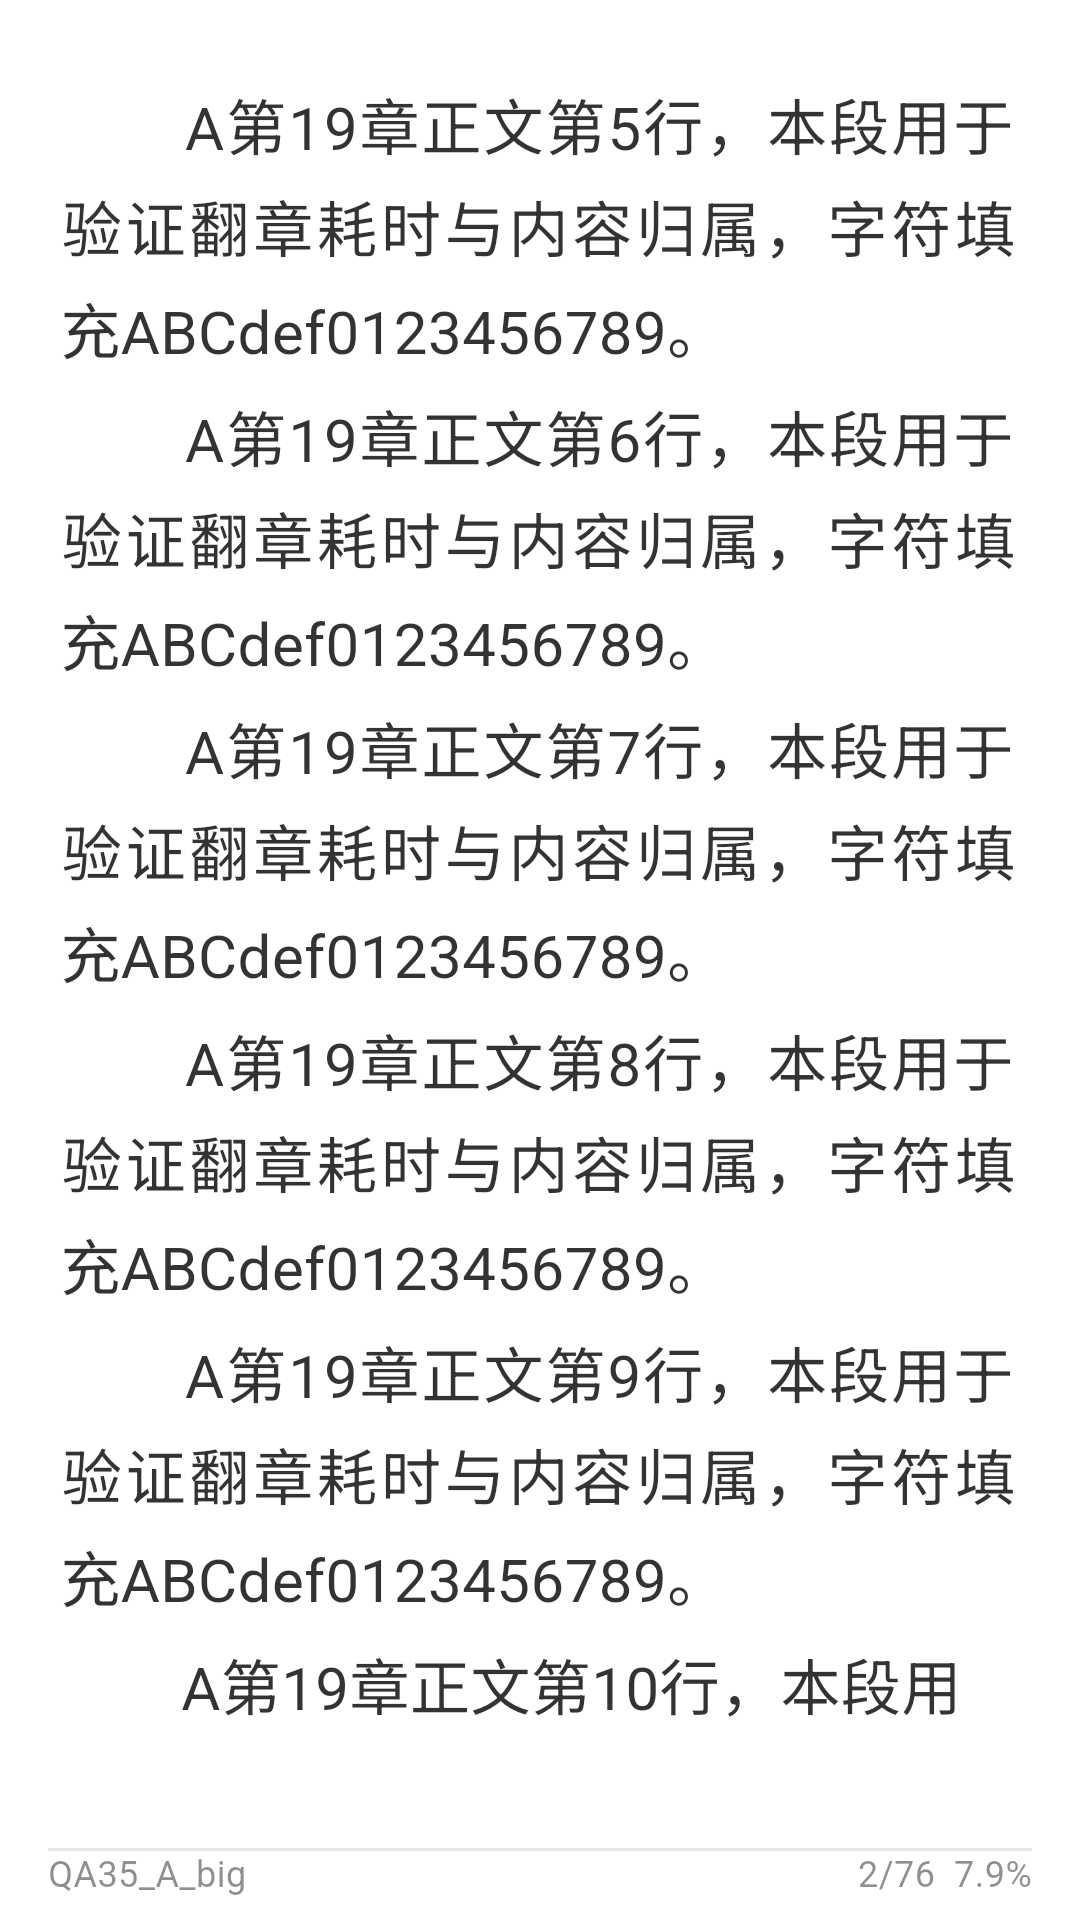 A第19章正文第5行，本段用于
验证翻章耗时与内容归属，字符填
充ABCdef0123456789。
A第19章正文第6行，本段用于
验证翻章耗时与内容归属，字符填
充ABCdef0123456789。
A第19章正文第7行，本段用于
验证翻章耗时与内容归属，字符填
充ABCdef0123456789。
A第19章正文第8行，本段用于
验证翻章耗时与内容归属，字符填
充ABCdef0123456789。
A第19章正文第9行，本段用于
验证翻章耗时与内容归属，字符填
充ABCdef0123456789。
A第19章正文第10行，本段用
QA35_A_big 2/76 7.9%